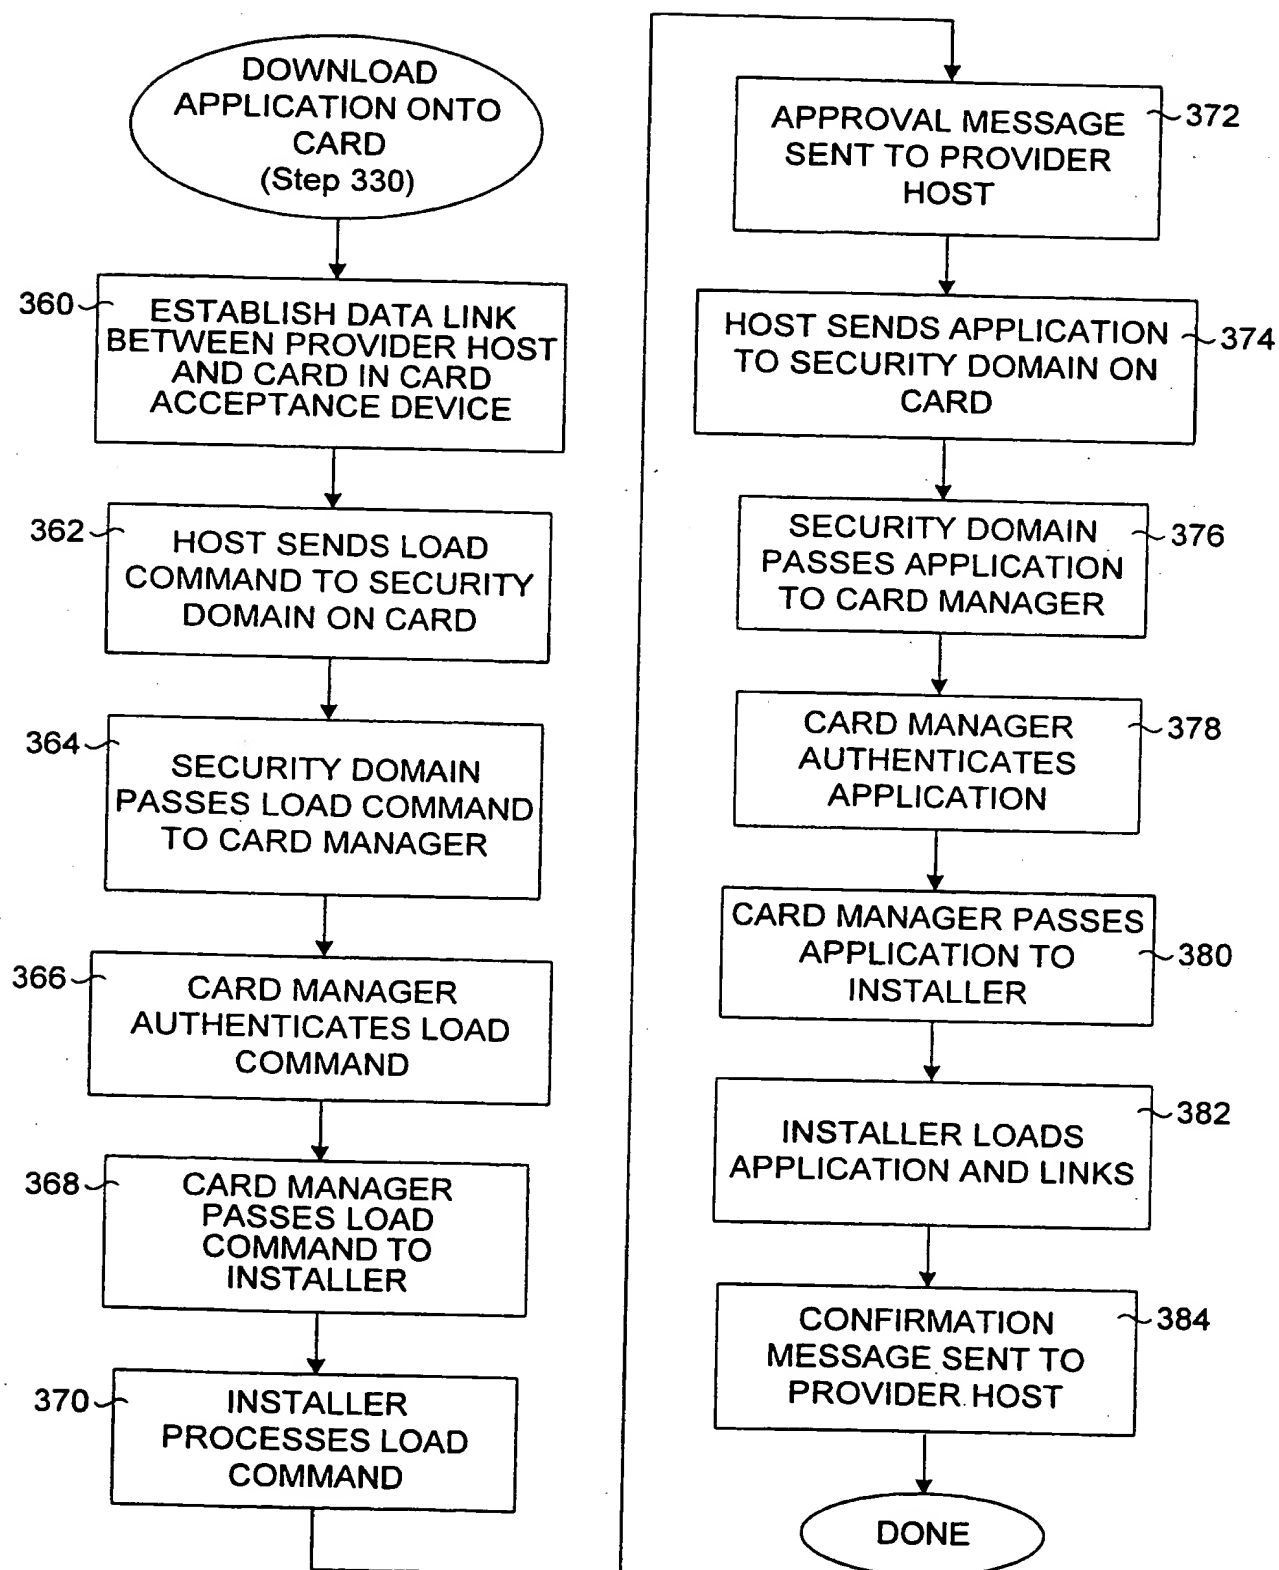 DOWNLOAD
APPLICATION ONTO
CARD
(Step 330)
360
ESTABLISH DATA LINK
BETWEEN PROVIDER HOST
AND CARD IN CARD
ACCEPTANCE DEVICE
362
HOST SENDS LOAD
COMMAND TO SECURITY
DOMAIN ON CARD
364
SECURITY DOMAIN
PASSES LOAD COMMAND
TO CARD MANAGER
366
CARD MANAGER
AUTHENTICATES LOAD
COMMAND
368
CARD MANAGER
PASSES LOAD
COMMAND TO
INSTALLER
370
INSTALLER
PROCESSES LOAD
COMMAND
372
APPROVAL MESSAGE
SENT TO PROVIDER
HOST
374
HOST SENDS APPLICATION
TO SECURITY DOMAIN ON
CARD
376
SECURITY DOMAIN
PASSES APPLICATION
TO CARD MANAGER
378
CARD MANAGER
AUTHENTICATES
APPLICATION
380
CARD MANAGER PASSES
APPLICATION TO
INSTALLER
382
INSTALLER LOADS
APPLICATION AND LINKS
384
CONFIRMATION
MESSAGE SENT TO
PROVIDER HOST
DONE